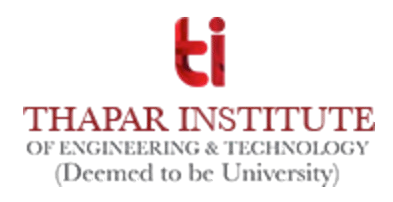 ti
THAPAR INSTITUTE
OF ENGINEERING & TECHNOLOGY
(Deemed to be University)